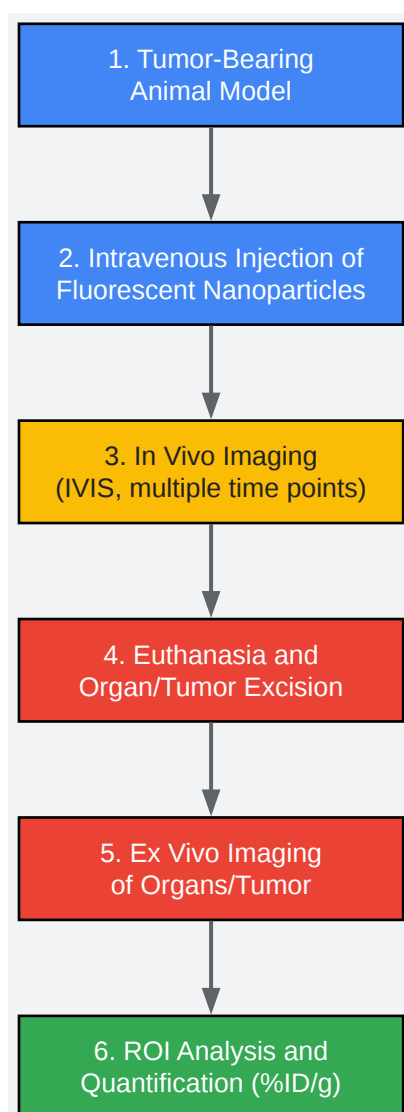 1. Tumor-Bearing
Animal Model
2. Intravenous Injection of
Fluorescent Nanoparticles
3. In Vivo Imaging
(IVIS, multiple time points)
4. Euthanasia and
Organ/Tumor Excision
5. Ex Vivo Imaging
of Organs/Tumor
6. ROI Analysis and
Quantification (%ID/g)